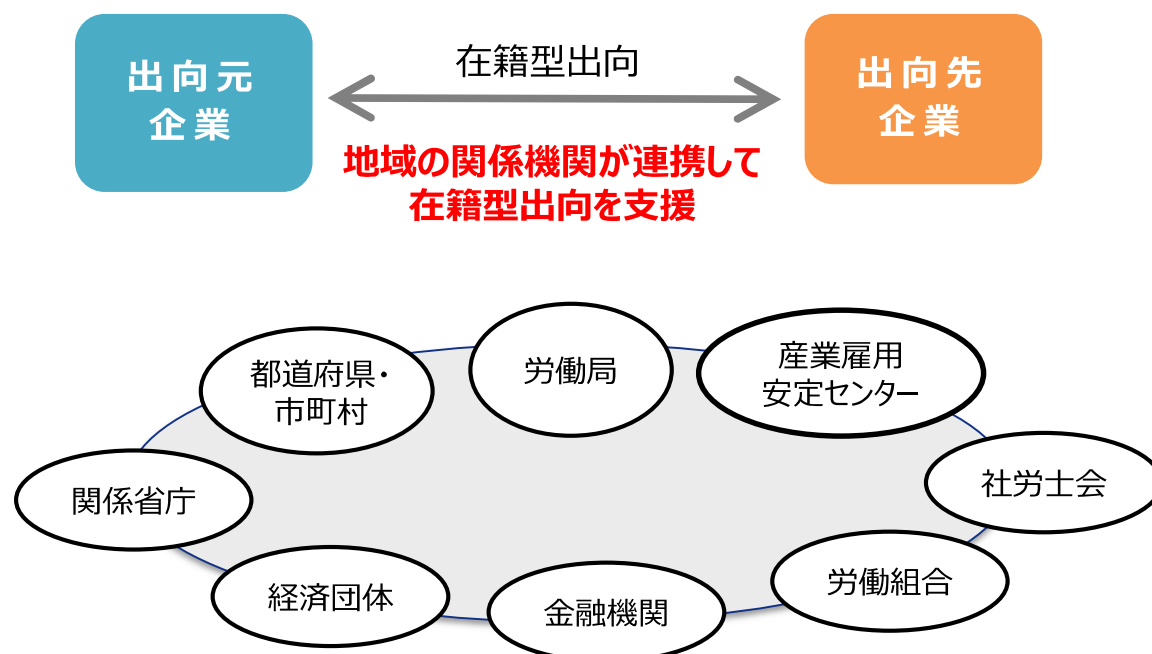 出向元
企業
在籍型出向
出向先
企業
地域の関係機関が連携して
在籍型出向を支援
都道府県・
市町村
労働局
産業雇用
安定センター
関係省庁
社労士会
経済団体
金融機関
労働組合